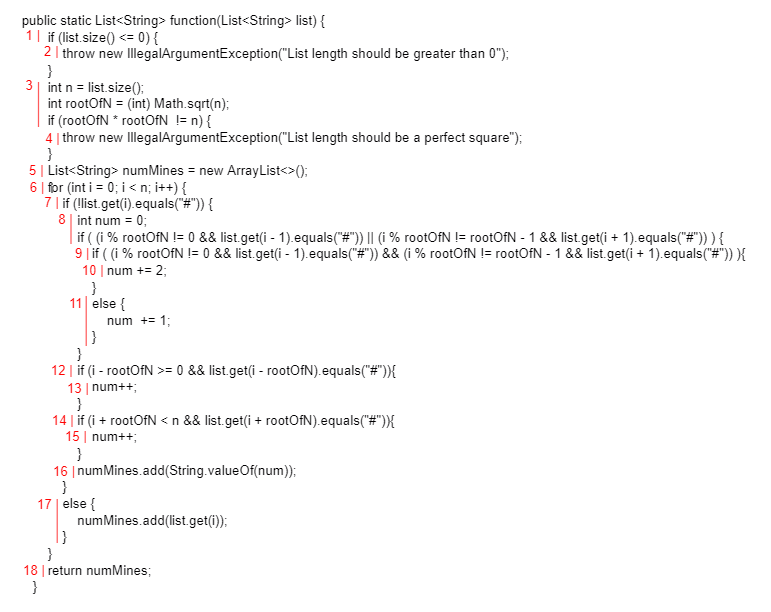 public static List<String> function(List<String> list) {
1| if (list.size() <= 0) {
2 | throw new IllegalArgumentException("List length should be greater than 0");
}
3 | int n = list.size();
int rootOfN = (int) Math.sqrt(n);
if (rootOfN * rootOfN != n) {
4 | throw new IllegalArgumentException("List length should be a perfect square");
}
5 | List<String> numMines = new ArrayList<>();
6 | for (int i = 0; i < n; i++) {
7 | if (!list.get(i).equals("#")) {
8 | int num = 0;
if ( (i % rootOfN != 0 && list.get(i - 1).equals("#")) || (i % rootOfN != rootOfN - 1 && list.get(i + 1).equals("#")) ) {
9 | if ( (i % rootOfN != 0 && list.get(i - 1).equals("#")) && (i % rootOfN != rootOfN - 1 && list.get(i + 1).equals("#")) ){
10 | num += 2;
}
11 | else {
num += 1;
}
}
12 | if (i - rootOfN >= 0 && list.get(i - rootOfN).equals("#")){
13 | num++;
}
14 | if (i + rootOfN < n && list.get(i + rootOfN).equals("#")){
15 | num++;
}
16 | numMines.add(String.valueOf(num));
}
17 | else {
numMines.add(list.get(i));
}
}
18 | return numMines;
}